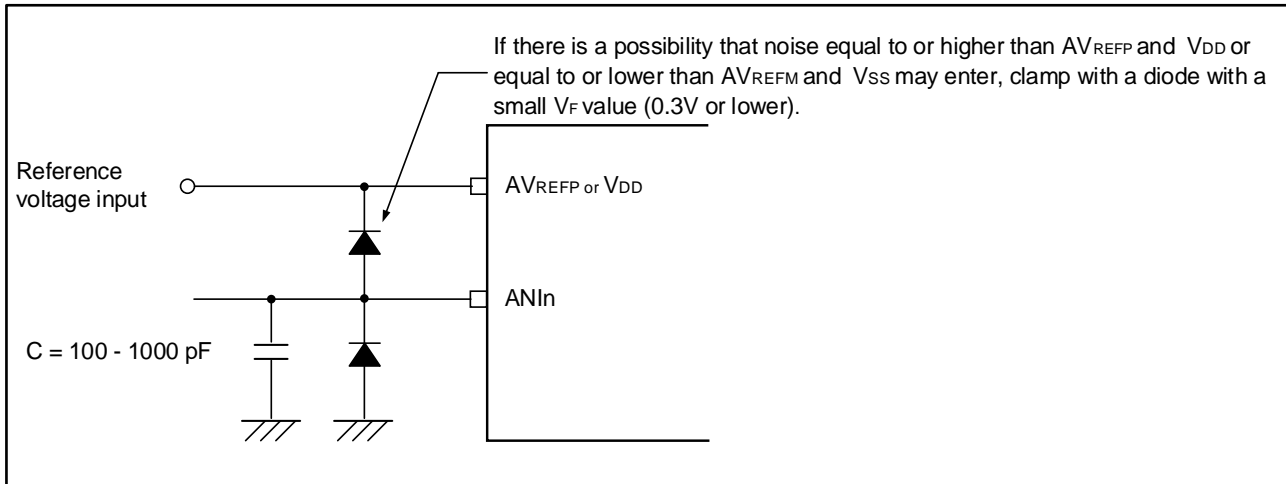 If there is a possibility that noise equal to or higher than AVREFP and VDD or
equal to or lower than AVREFM and VSS may enter, clamp with a diode with a
small VF value (0.3V or lower).
Reference
voltage input
AVREFP or VDD
ANIn
C = 100 - 1000 pF